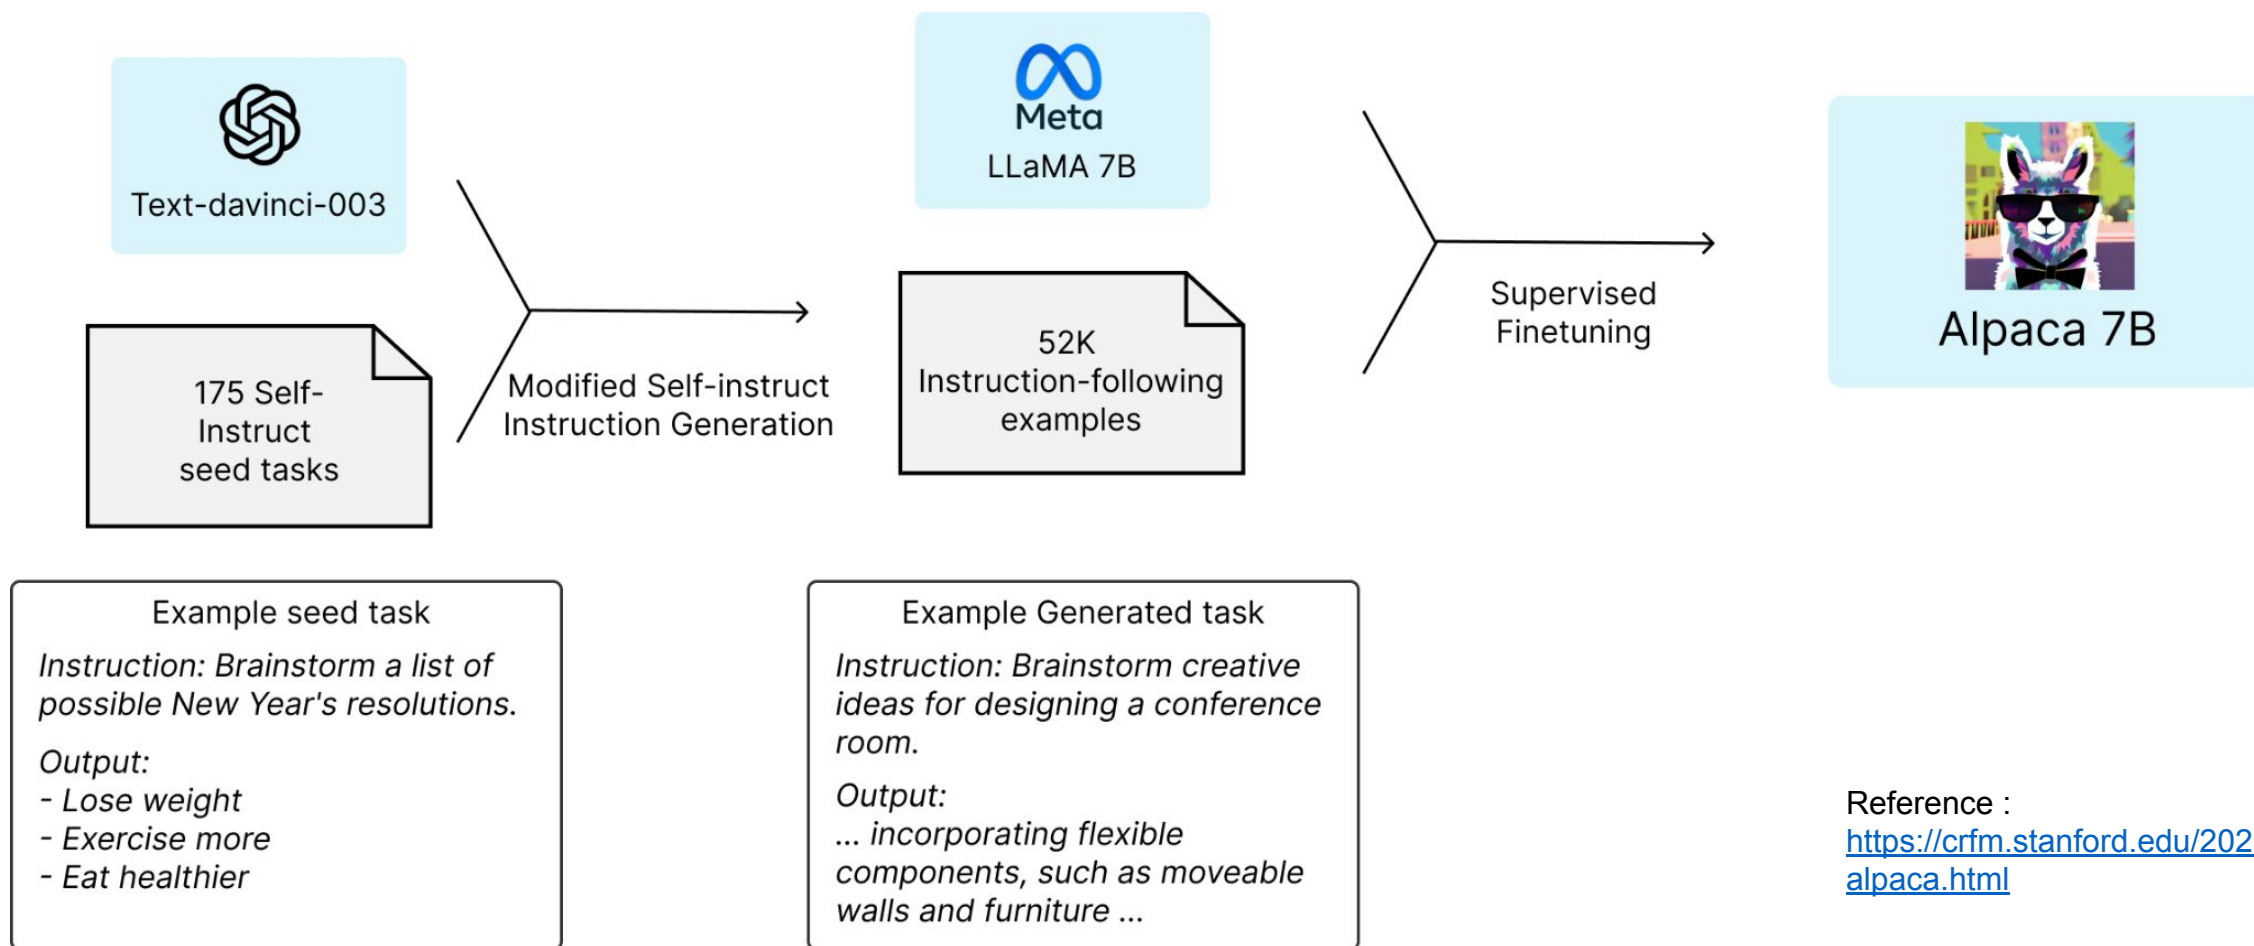 Text-davinci-003
175 Self-
Instruct
seed tasks
Modified Self-instruct
Instruction Generation
Meta
LLaMA 7B
52K
Instruction-following
examples
Supervised
Finetuning
Alpaca 7B
Example seed task
Instruction: Brainstorm a list of
possible New Year's resolutions.
Output:
- Lose weight
- Exercise more
- Eat healthier
Example Generated task
Instruction: Brainstorm creative
ideas for designing a conference
room.
Output:
... incorporating flexible
components, such as moveable
walls and furniture ...
Reference :
https://crfm.stanford.edu/202
alpaca.html